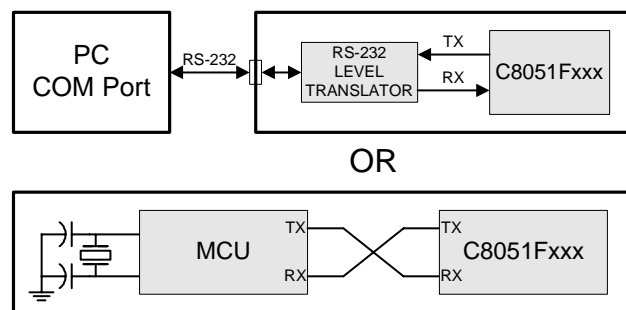 PC
COM Port
RS-232
RS-232
LEVEL
TRANSLATOR
TX
RX
C8051Fxxx
OR
MCU
TX
RX
TX
RX
C8051Fxxx